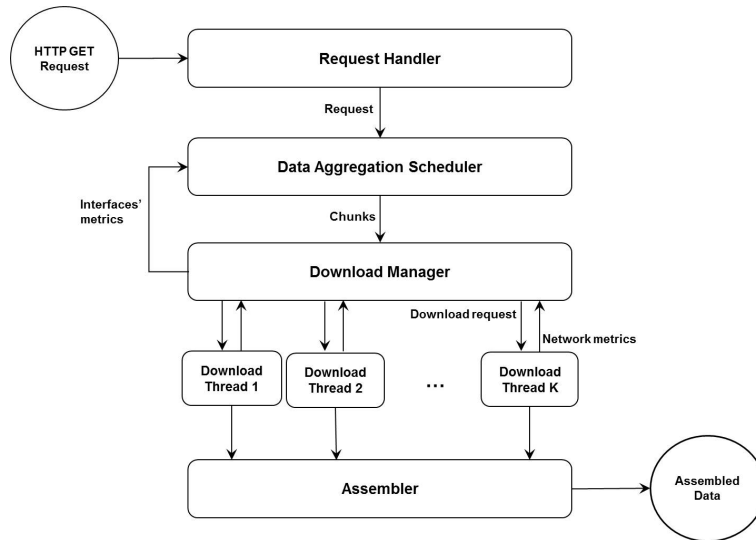 HTTP GET
Request
Request Handler
Request
Data Aggregation Scheduler
Interfaces'
metrics
Chunks
Download Manager
Download request
Network metrics
Download
Thread 1
Download
Thread 2
...
Download
Thread K
Assembler
Assembled
Data